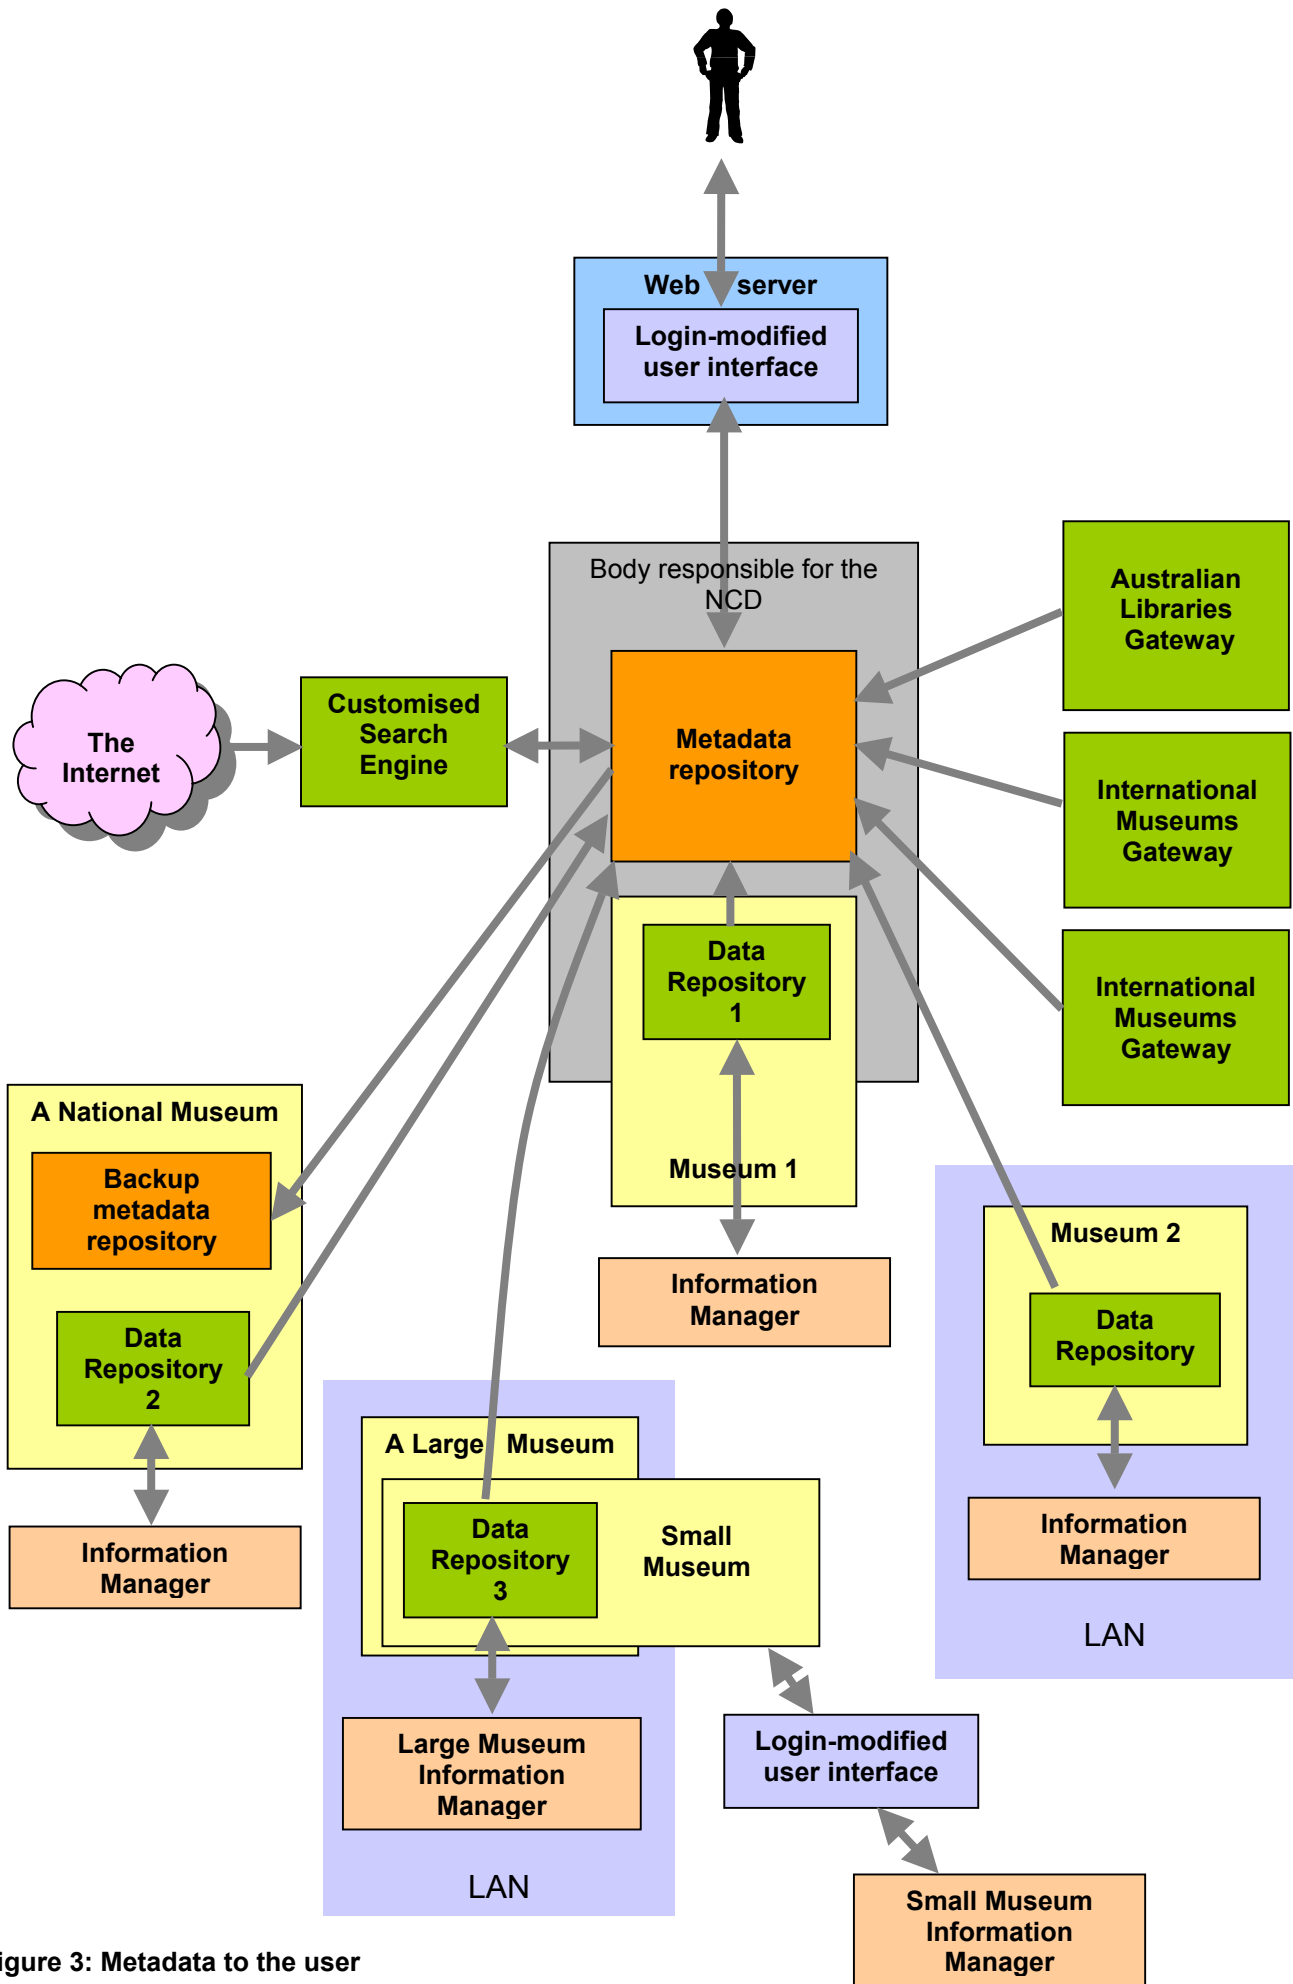 Web server
Login-modified
user interface
Body responsible for the
NCD
Australian
Libraries
Gateway
The
Internet
Customised
Search
Engine
Metadata
repository
International
Museums
Gateway
Data
Repository
1
International
Museums
Gateway
A National Museum
Backup
metadata
repository
Museum 1
Museum 2
Information
Manager
Data
Repository
2
Data
Repository
A Large Museum
Data
Repository
3
Small
Museum
Information
Manager
Information
Manager
LAN
Large Museum
Information
Manager
Login-modified
user interface
LAN
Small Museum
Information
Manager
igure 3: Metadata to the user